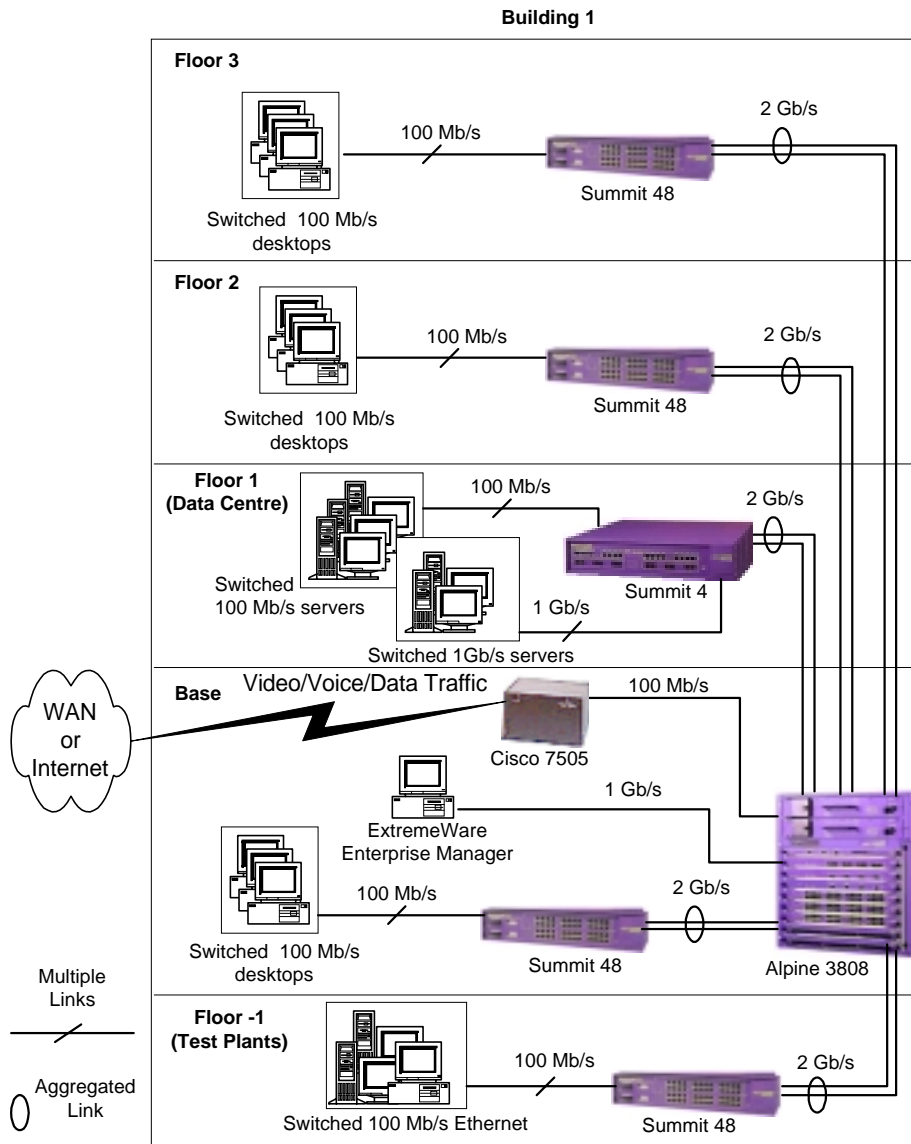 Building 1
Floor 3
2 Gb/s
100 Mb/s
Summit 48
Switched 100 Mb/s
desktops
Floor 2
2 Gb/s
100 Mb/s
Summit 48
Switched 100 Mb/s
desktops
Floor 1
(Data Centre)
100 Mb/s
2 Gb/s
Switched
100 Mb/s servers
Summit 4
1 Gb/s
Switched 1Gb/s servers
Base
Video/Voice/Data Traffic
100 Mb/s
WAN
or
Internet
Cisco 7505
1 Gb/s
ExtremeWare
Enterprise Manager
100 Mb/s
2 Gb/s
Switched 100 Mb/s
desktops
Summit 48
Alpine 3808
Multiple
Links
Floor -1
(Test Plants)
100 Mb/s
2 Gb/s
Aggregated
Link
Switched 100 Mb/s Ethernet
Summit 48